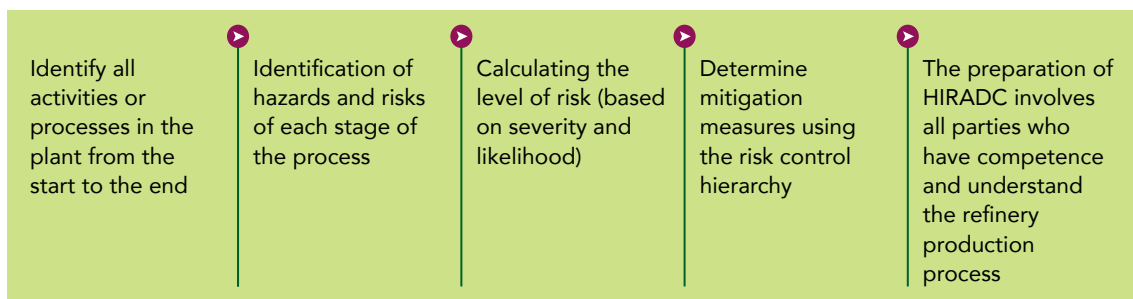 Identify all
activities or
processes in the
plant from the
start to the end
Identification of
hazards and risks
of each stage of
the process
Calculating the
level of risk (based
on severity and
likelihood)
Determine
mitigation
measures using
the risk control
hierarchy
The preparation of
HIRADC involves
all parties who
have competence
and understand
the refinery
production
process